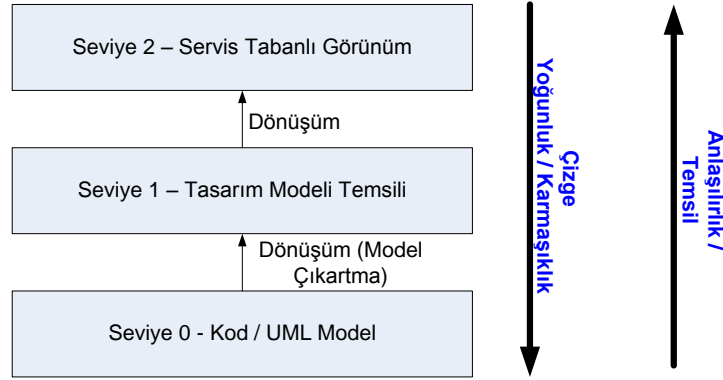 Seviye 2 – Servis Tabanlı Görünüm
Dönüşüm
Seviye 1 – Tasarım Modeli Temsili
Dönüşüm (Model
Çıkartma)
Seviye 0 - Kod / UML Model
Çizge
Yoğunluk / Karmaşıklık
Anlaşılırlık /
Temsil